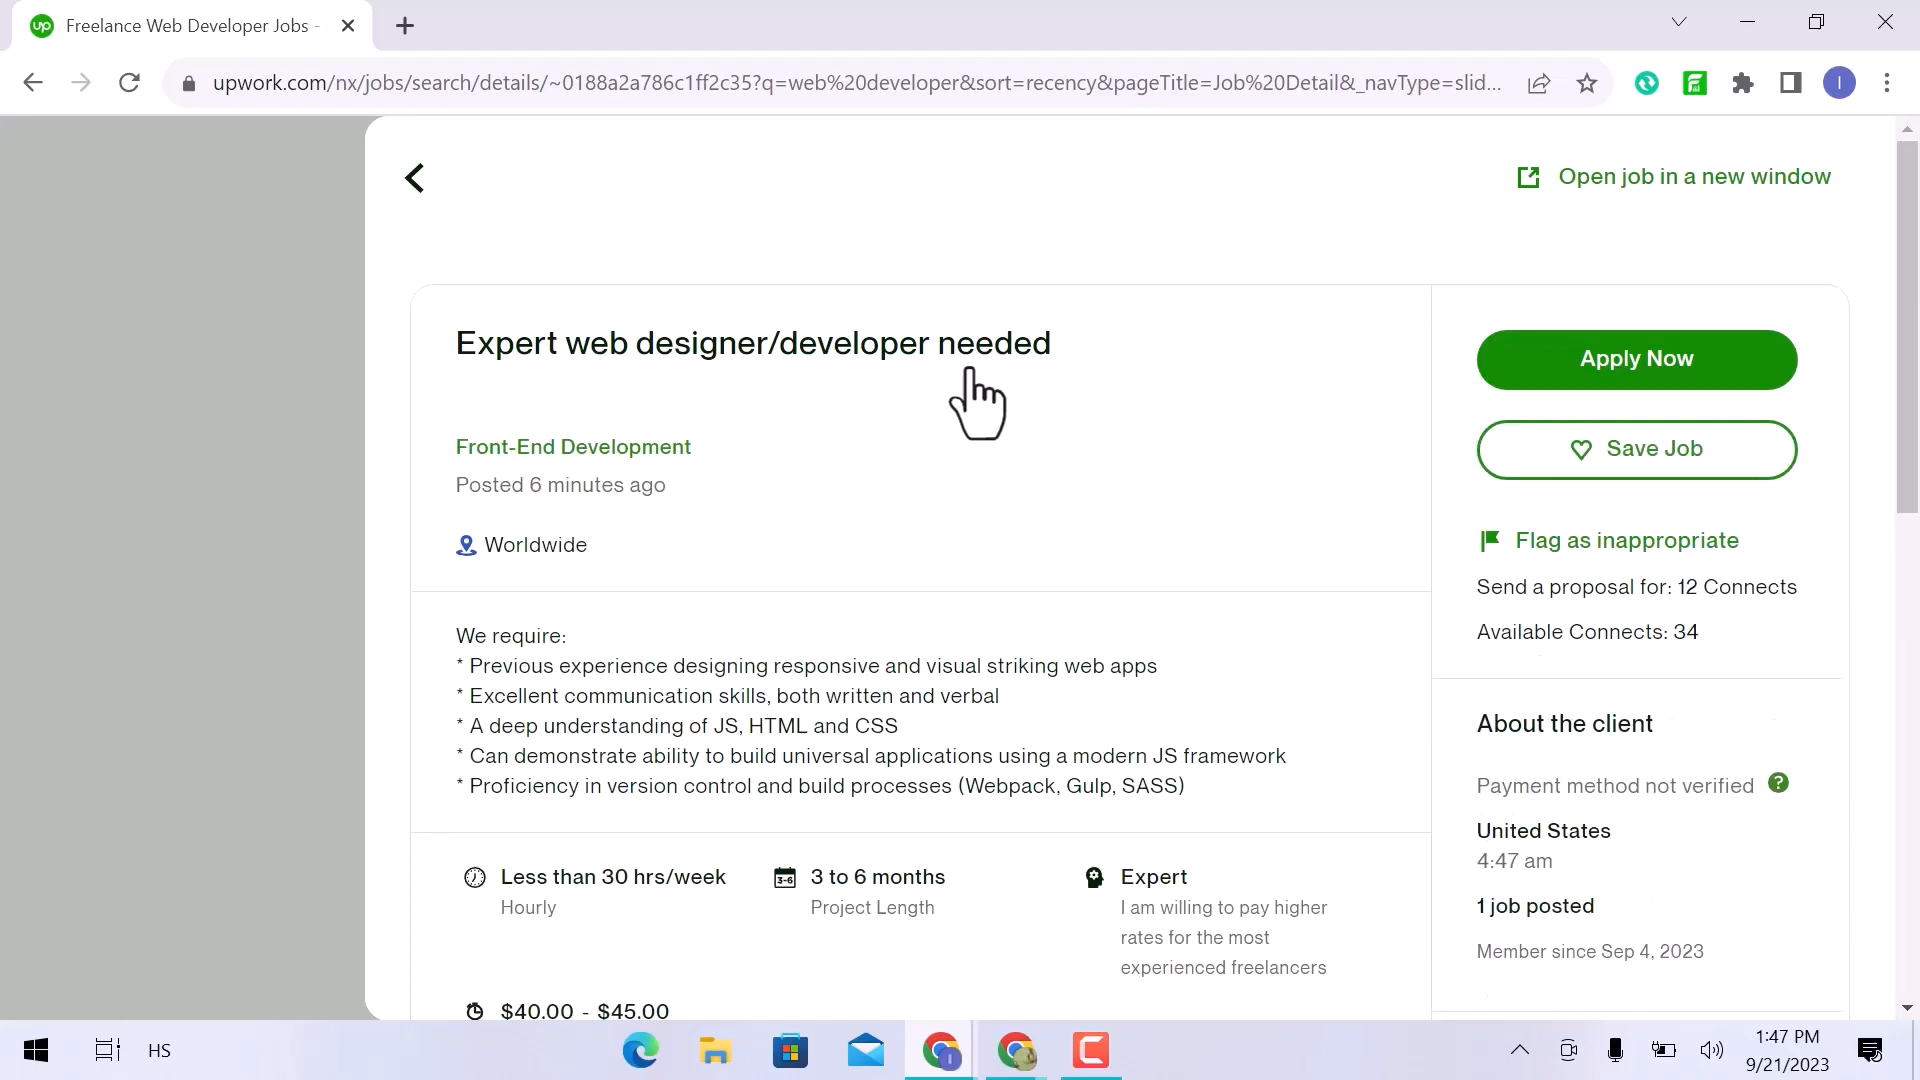 Freelance Web Developer Jobs -
upwork.com/nx/jobs/search/details/~0188a2a786c1ff2c35?q=web%20developer&sort=recency&pageTitle=Job%20Detail&_navType=slid...
I
Open job in a new window
Expert web designer/developer needed
Apply Now
Save Job
Front-End Development
Posted 6 minutes ago
Worldwide
Flag as inappropriate
Send a proposal for: 12 Connects
Available Connects: 34
We require:
* Previous experience designing responsive and visual striking web apps
* Excellent communication skills, both written and verbal
* A deep understanding of JS, HTML and CSS
* Can demonstrate ability to build universal applications using a modern JS framework
* Proficiency in version control and build processes (Webpack, Gulp, SASS)
About the client
Payment method not verified
United States
4:47 am
1 job posted
Member since Sep 4, 2023
Less than 30 hrs/week
Hourly
3-6
3 to 6 months
Project Length
Expert
I am willing to pay higher
rates for the most
experienced freelancers
$40.00 - $45.00
HS
1:47 PM
9/21/2023